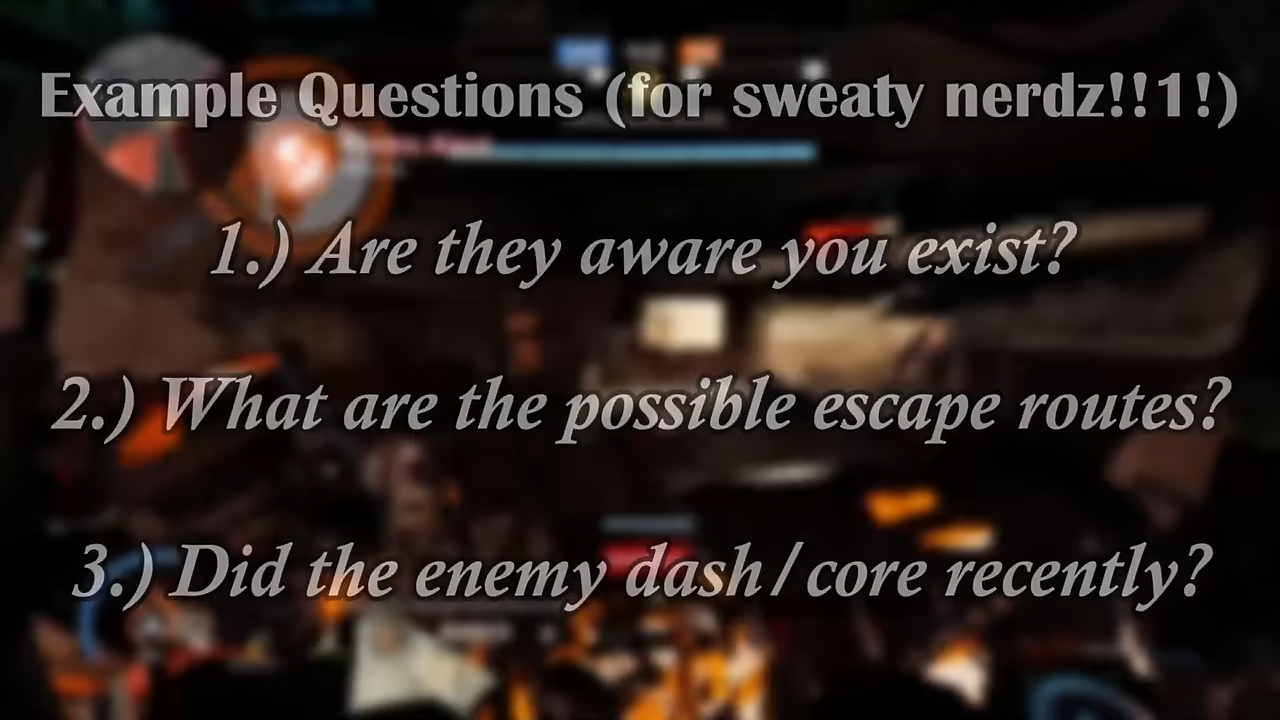 Example Questions (for sweaty nerdz!!1!)
1.) Are they aware you exist?
2.) What are the possible escape routes?
3.) Did the enemy dash/core recently?